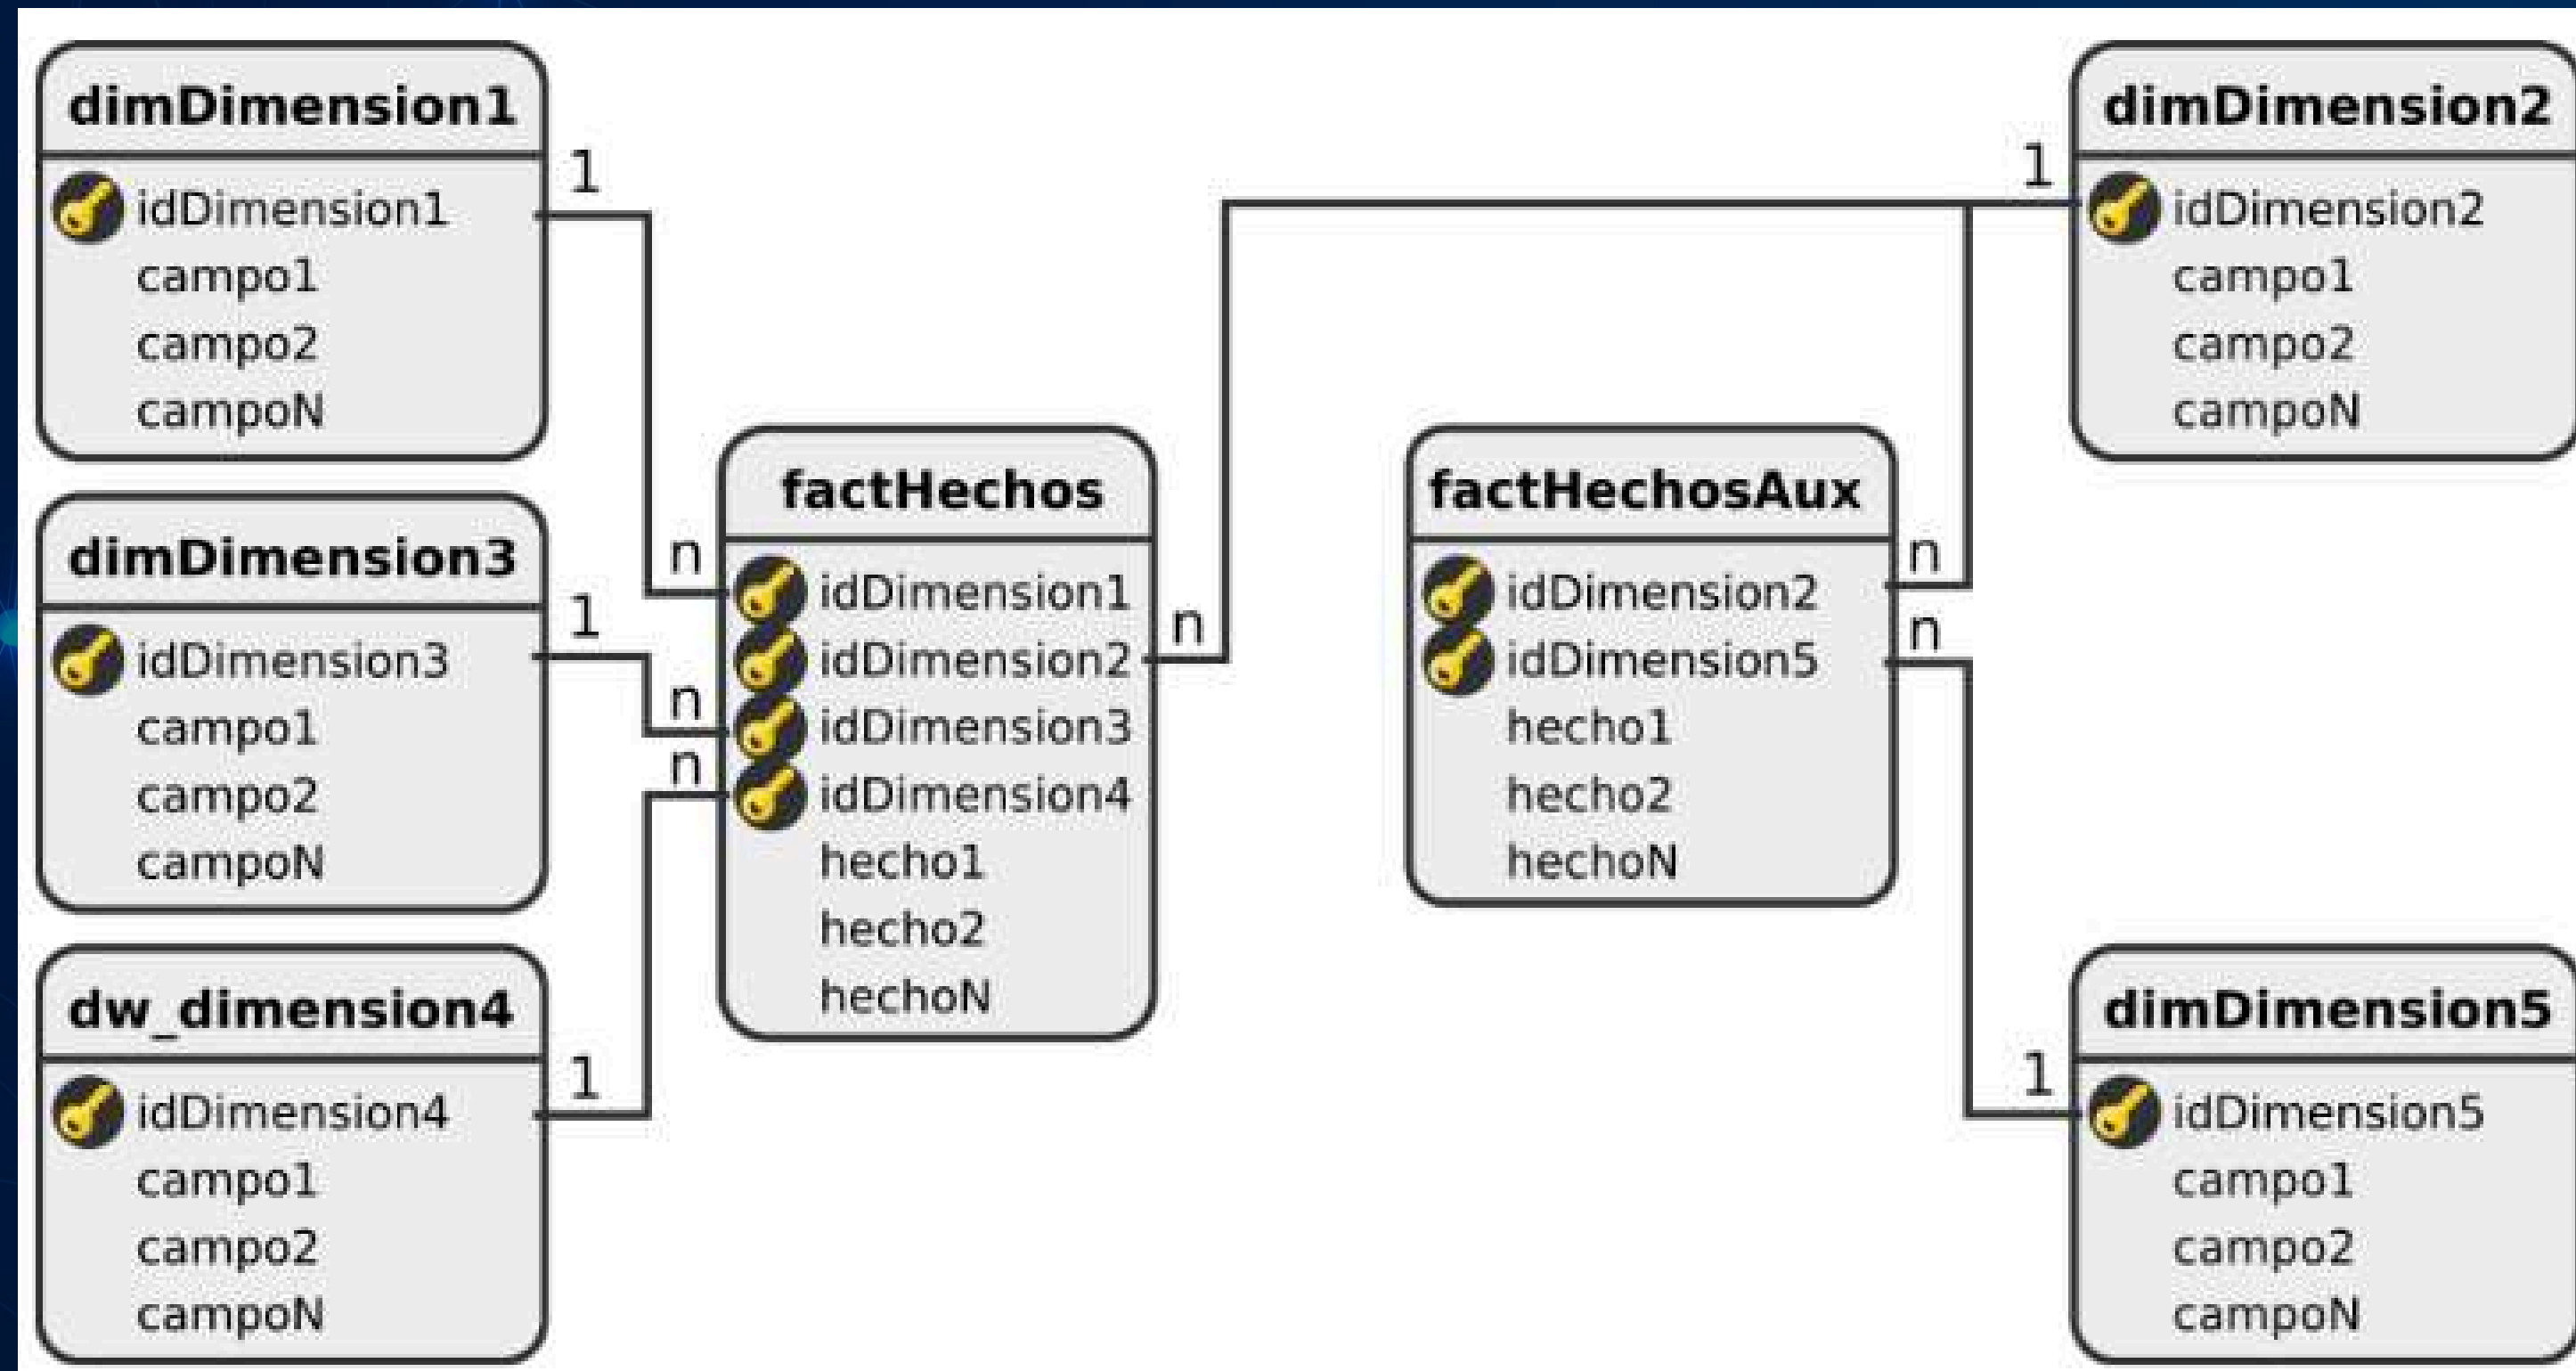 dimDimension1
1
idDimension1
campo1
campo2
campoN
dimDimension3
1
idDimension3
campo1
campo2
campoN
dw_dimension4
1
idDimension4
campo1
campo2
campoN
factHechos
n
idDimension1
idDimension2
n
n
idDimension3
n
idDimension4
hecho1
hecho2
hechoN
factHechosAux
n
idDimension2
n
idDimension5
hecho1
hecho2
hechoN
dimDimension2
1
idDimension2
campo1
campo2
campoN
dimDimension5
1
idDimension5
campo1
campo2
campoN